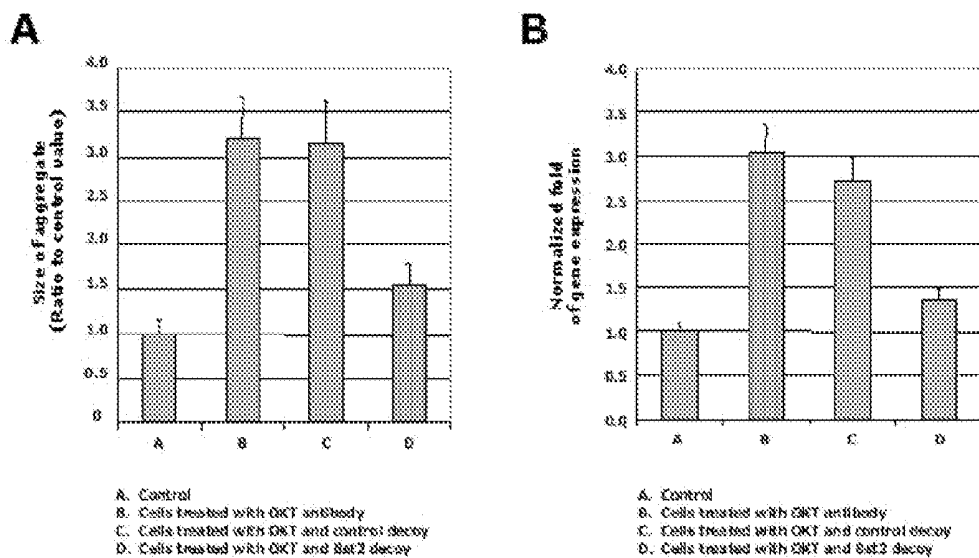 A
B
Size of aggregate
(Ratio to control value)
4.0
3.5
3.0
2.5
2.0
1.5
1.0
0.5
0
A B C D
A. Control
B. Cells treated with OKT antibody
C. Cells treated with OKT and control decoy
D. Cells treated with OKT and Bst2 decoy
Normalized fold
of gene expression
4.0
3.5
3.0
2.5
2.0
1.5
1.0
0.5
0.0
A B C D
A. Control
B. Cells treated with OKT antibody
C. Cells treated with OKT and control decoy
D. Cells treated with OKT and Bst2 decoy